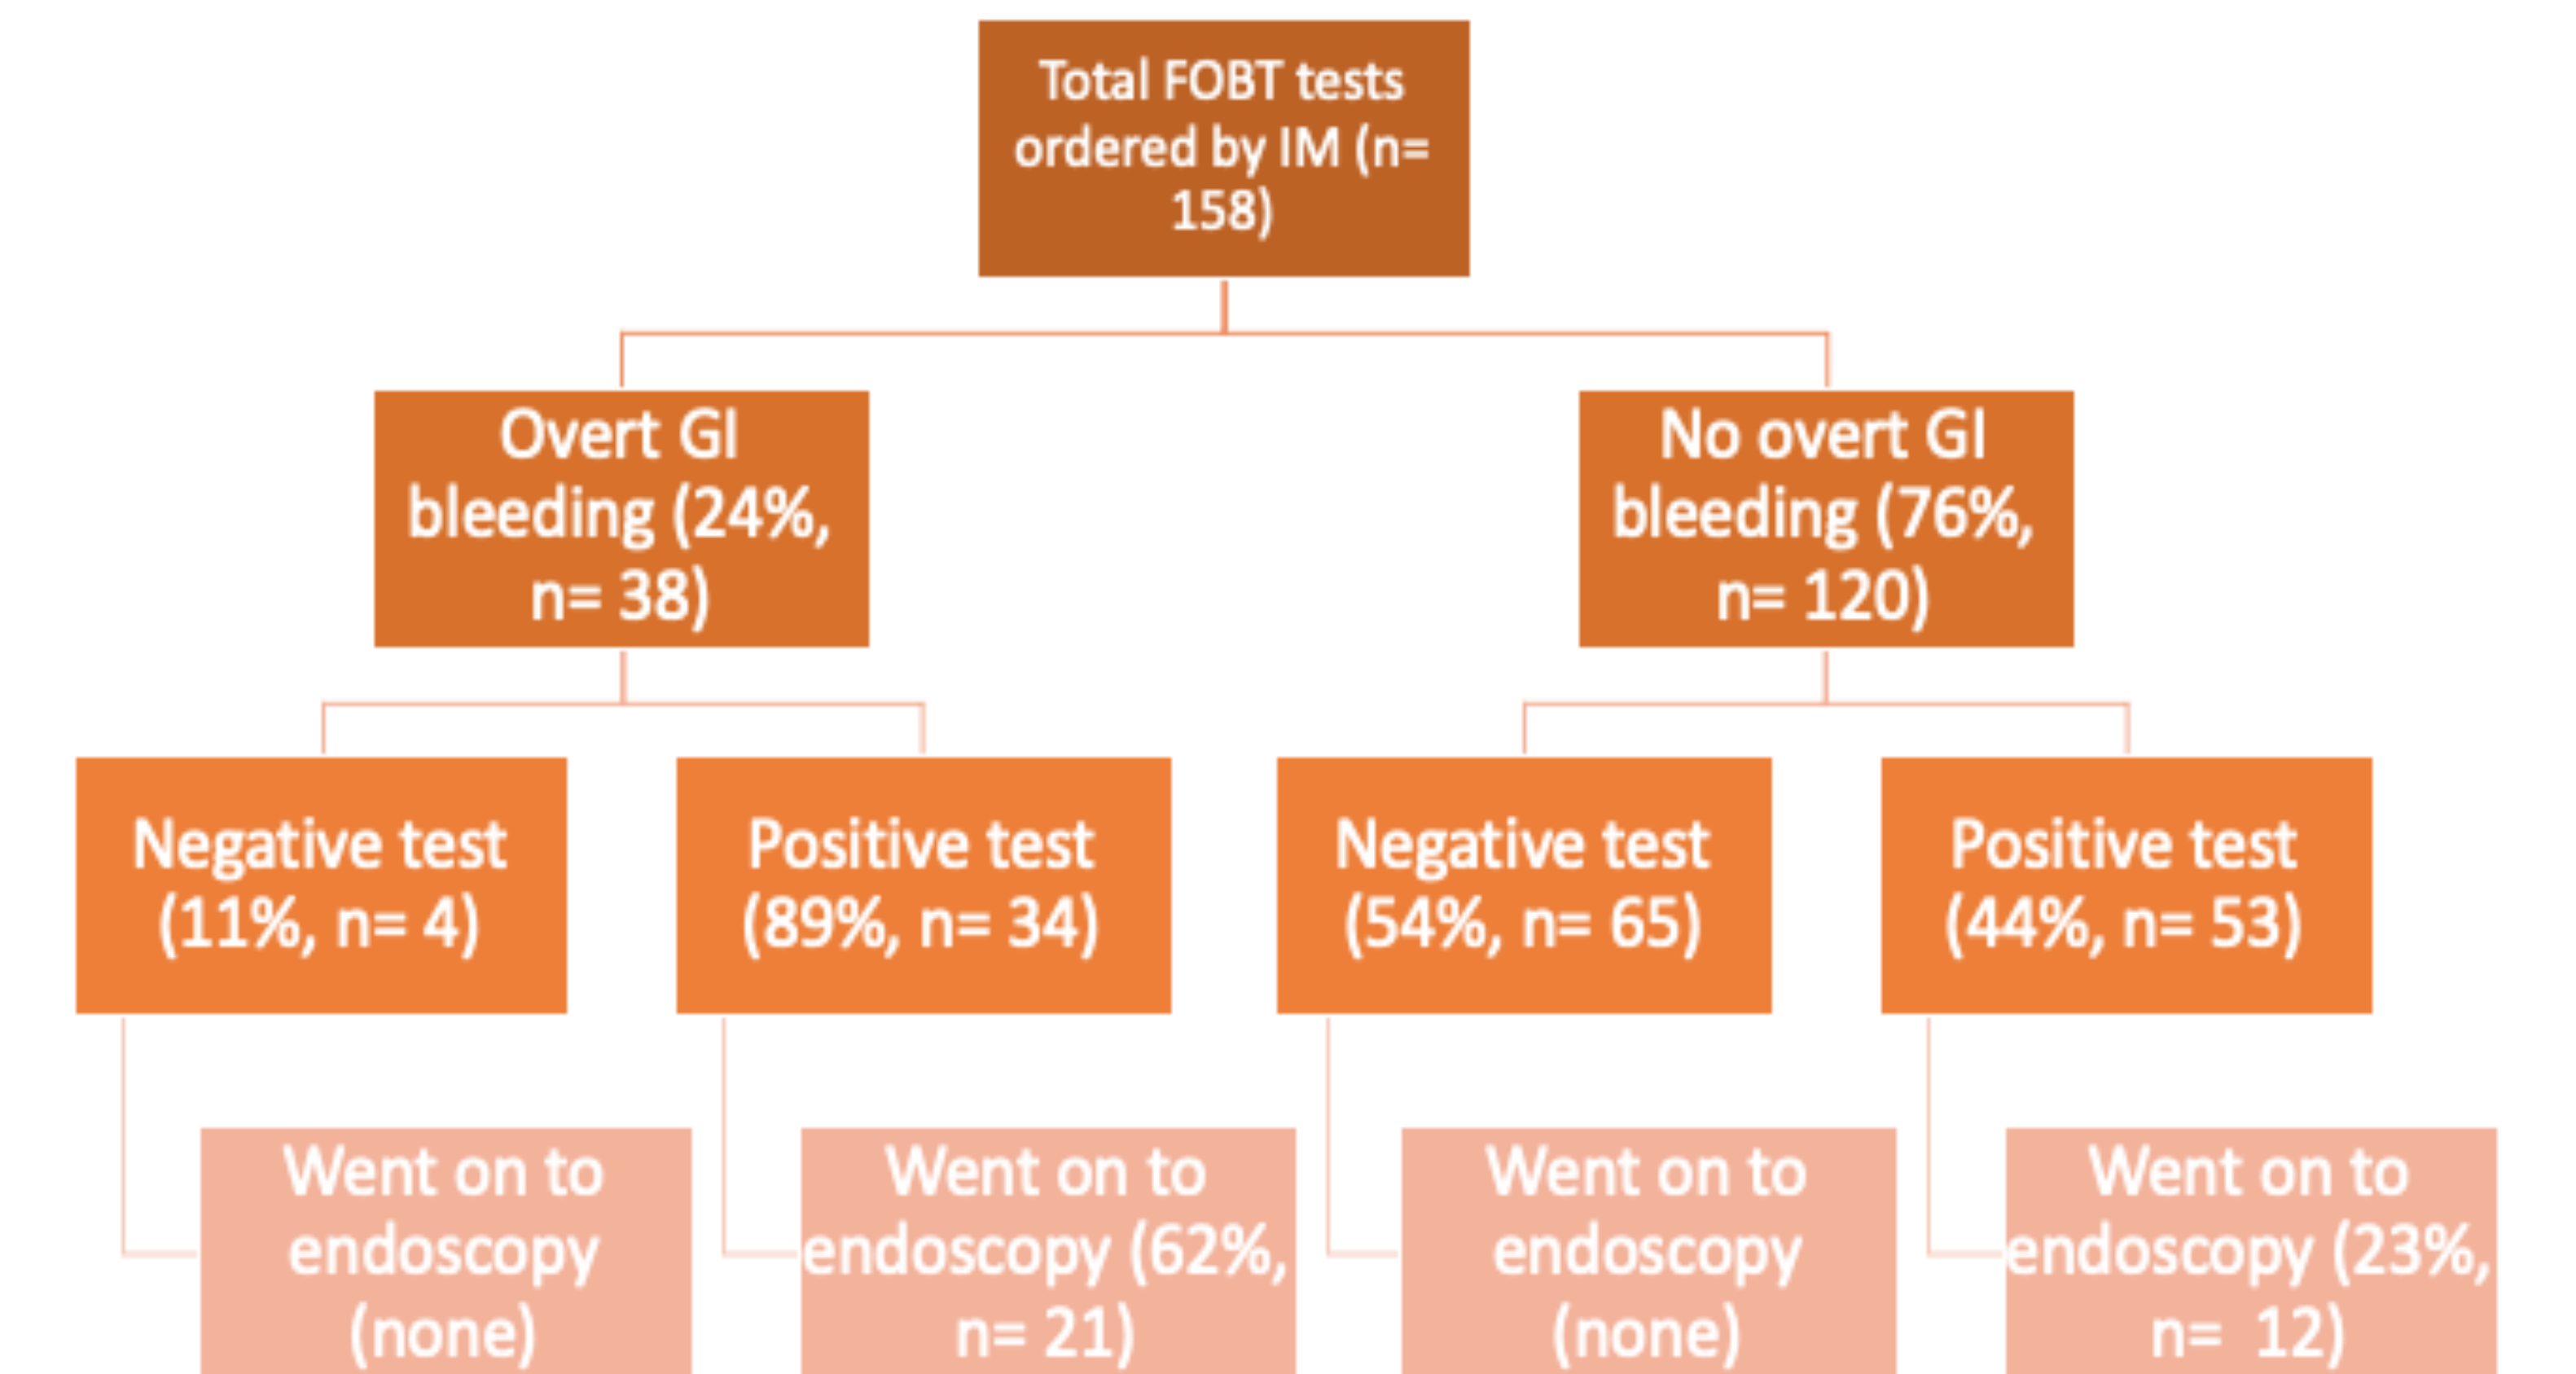 Total FOBT tests
ordered by IM (n=
158)
Overt GI
bleeding (24%,
n= 38)
No overt GI
bleeding (76%,
n= 120)
Negative test
(11%, n= 4)
Positive test
(89%, n= 34)
Negative test
(54%, n= 65)
Positive test
(44%, n= 53)
Went on to
endoscopy
(none)
Went on to
endoscopy (62%,
n= 21)
Went on to
endoscopy
(none)
Went on to
endoscopy (23%,
n= 12)